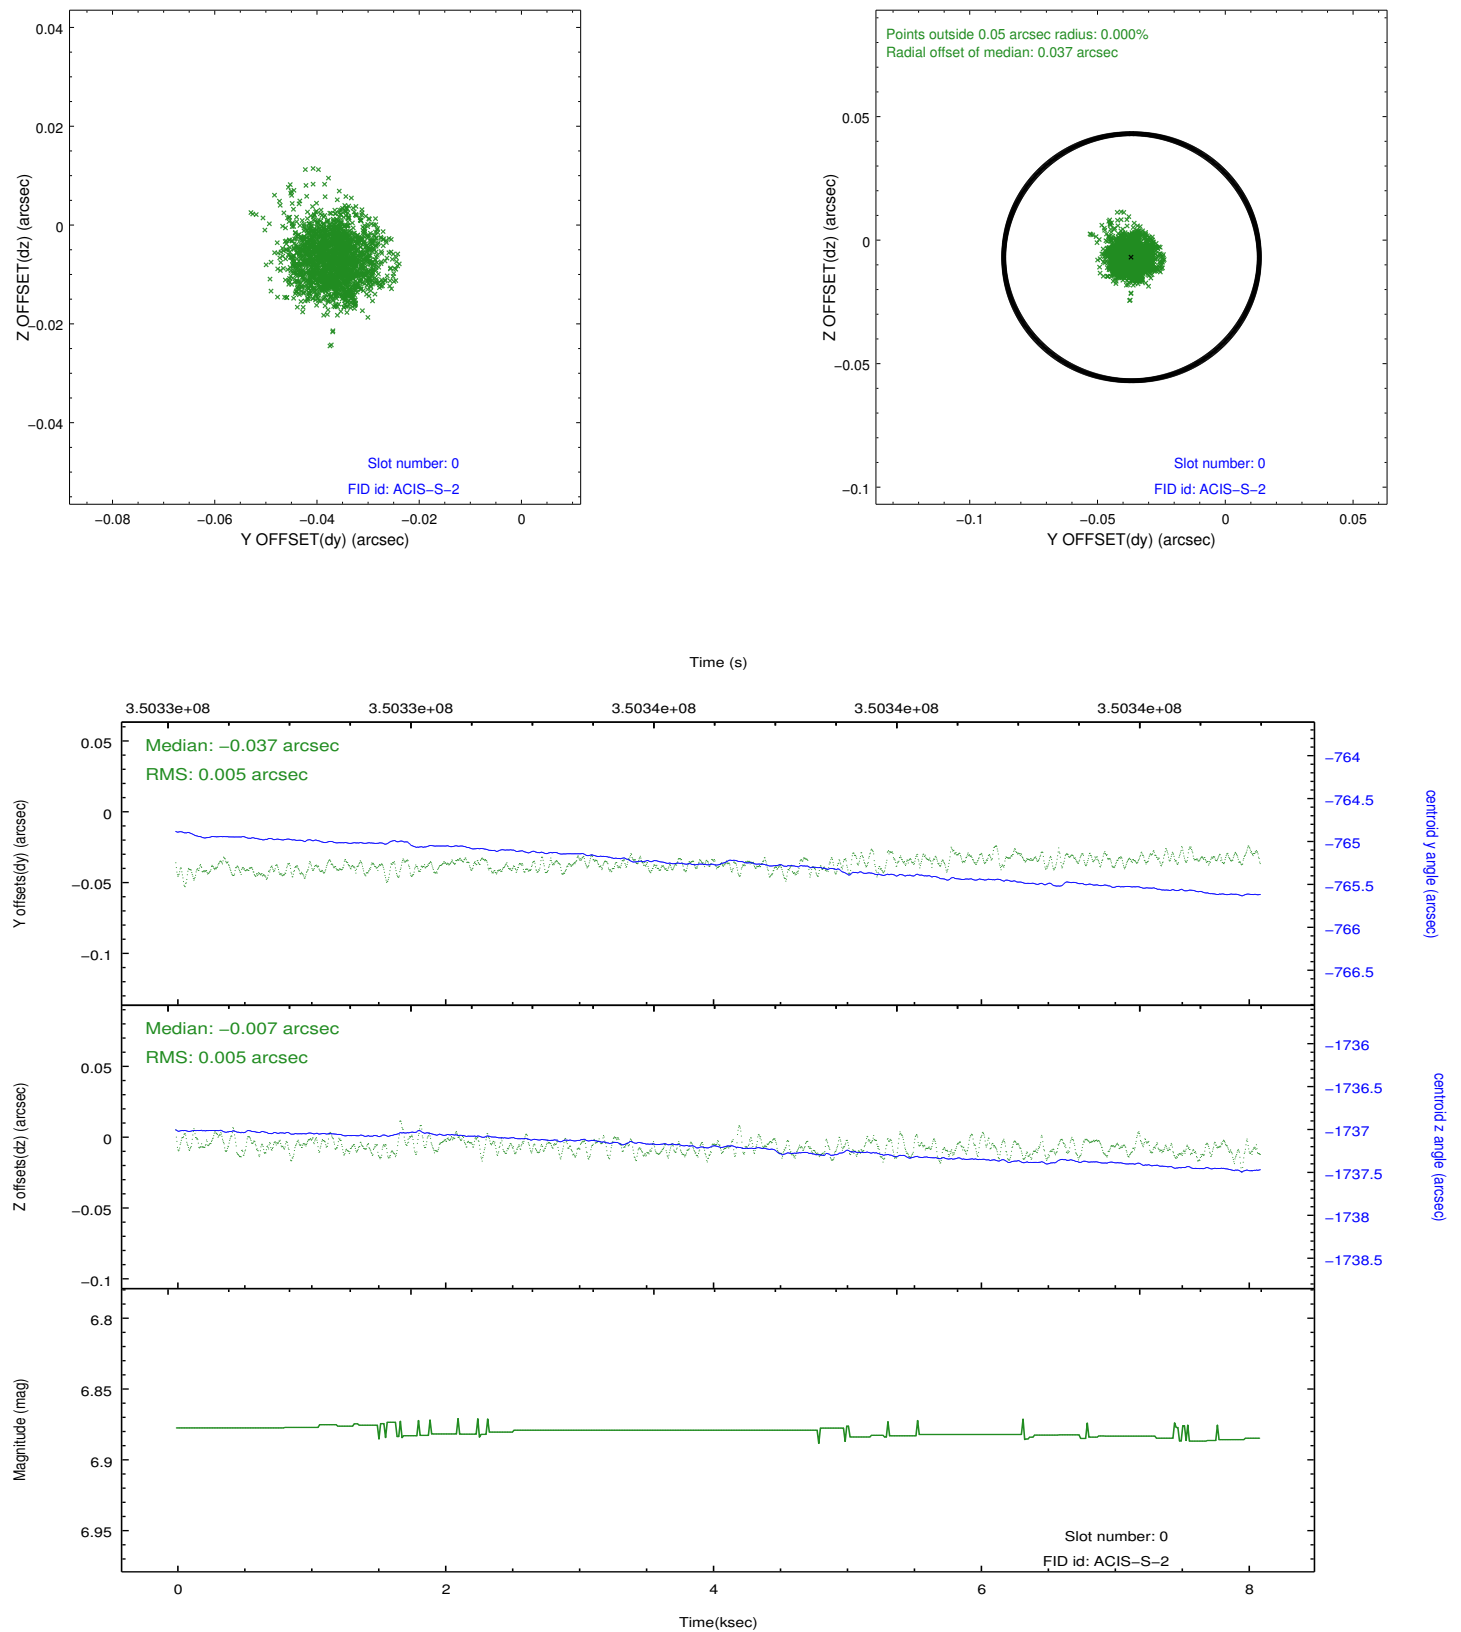 0.04
0.02
0
−0.02
−0.04
Z OFFSET(dz) (arcsec)
Slot number: 0
FID id: ACIS−S−2
−0.08 −0.06 −0.04 −0.02 0
Y OFFSET(dy) (arcsec)
Points outside 0.05 arcsec radius: 0.000%
Radial offset of median: 0.037 arcsec
0.05
0
−0.05
−0.1
Z OFFSET(dz) (arcsec)
Slot number: 0
FID id: ACIS−S−2
−0.1 −0.05 0 0.05
Y OFFSET(dy) (arcsec)
Time (s)
3.5033e+08 3.5033e+08 3.5034e+08 3.5034e+08 3.5034e+08
Median: −0.037 arcsec
RMS: 0.005 arcsec
0.05
0
−0.05
−0.1
Y offsets(dy) (arcsec)
−764
−764.5
−765
−765.5
−766
−766.5
centroid y angle (arcsec)
Median: −0.007 arcsec
RMS: 0.005 arcsec
0.05
0
−0.05
−0.1
Z offsets(dz) (arcsec)
−1736
−1736.5
−1737
−1737.5
−1738
−1738.5
centroid z angle (arcsec)
6.8
6.85
6.9
6.95
Magnitude (mag)
Slot number: 0
FID id: ACIS−S−2
0 2 4 6 8
Time(ksec)